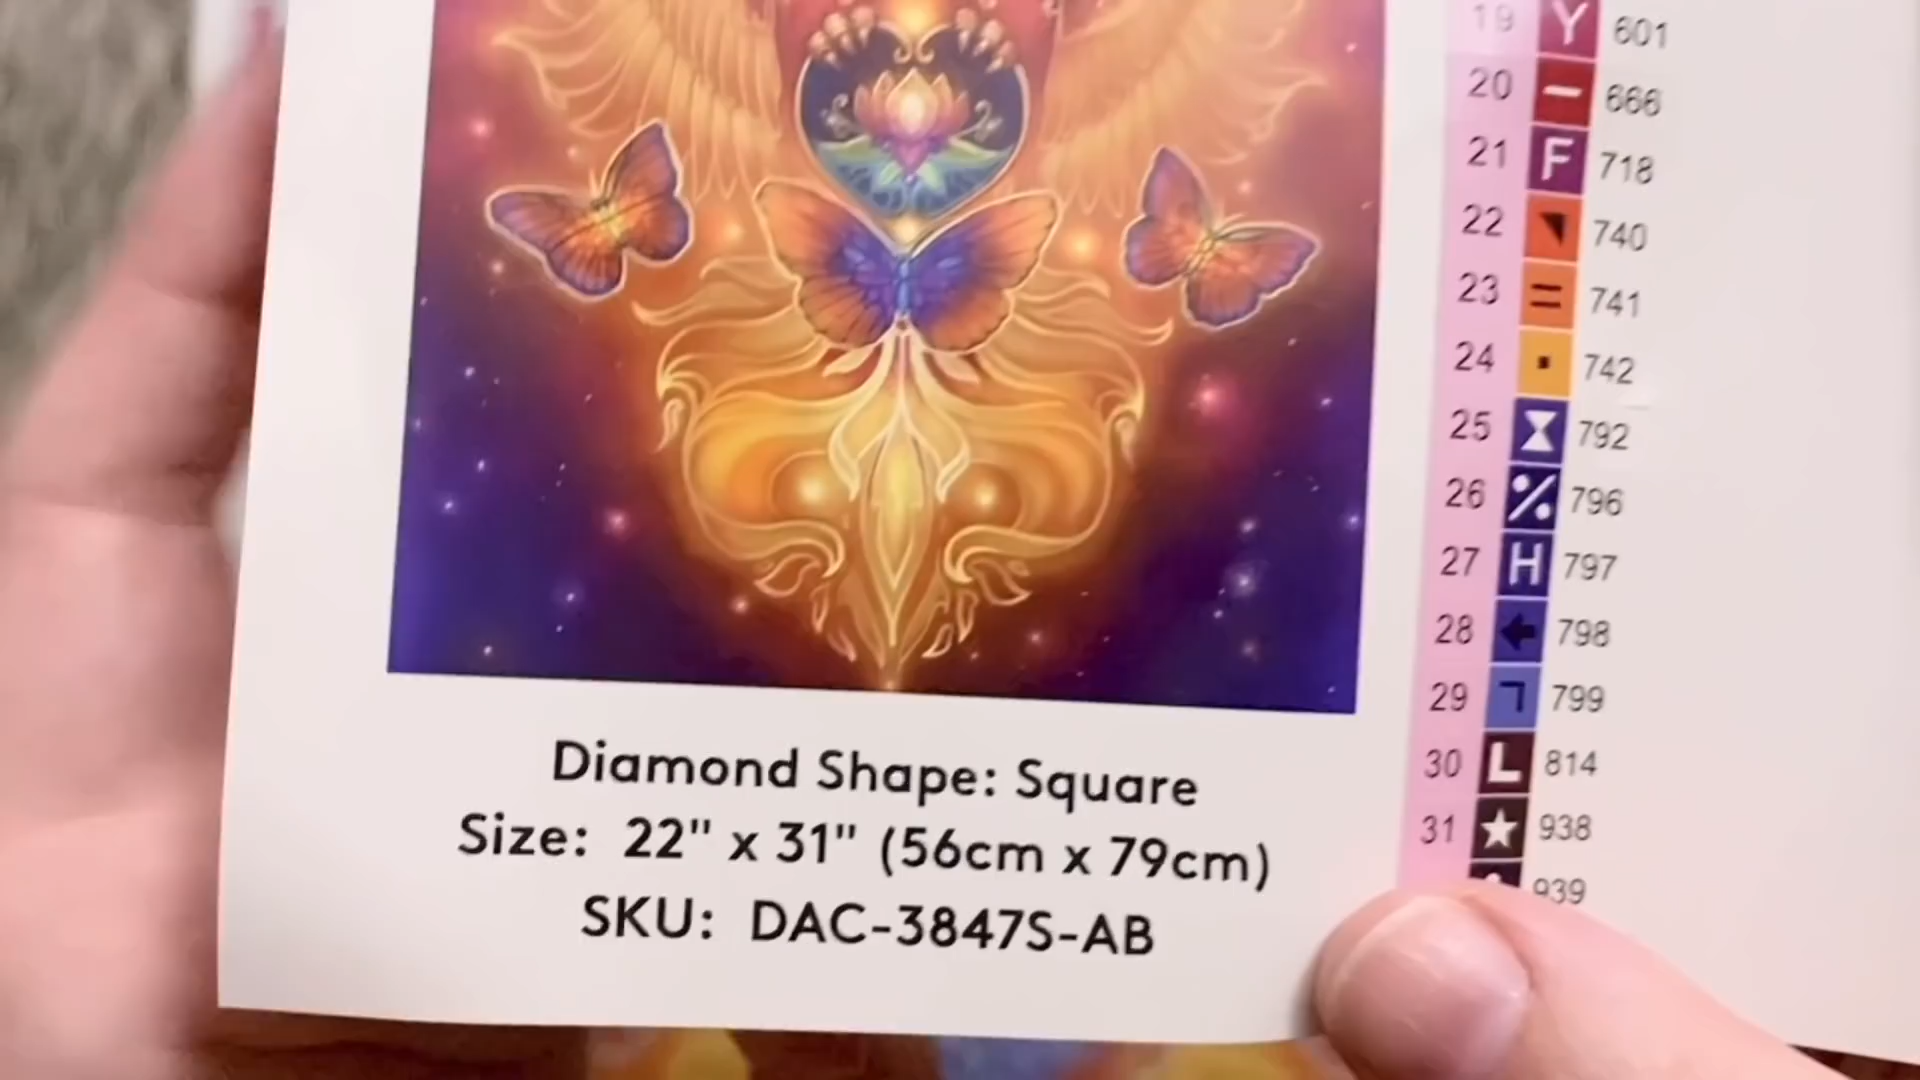 19 Y 601
20 666
21 F 718
22 740
23 741
24 742
25 792
26 796
27 H 797
28 798
29 799
30 L 814
31 938
939
Diamond Shape: Square
Size: 22" x 31" (56cm x 79cm)
SKU: DAC-3847S-AB